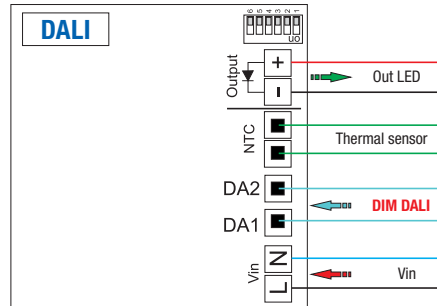 DALI
6 5 4 3 2 1
uo
Output
+
-
Out LED
NTC
Thermal sensor
DA2
DIM DALI
DA1
Vin
N
L
Vin